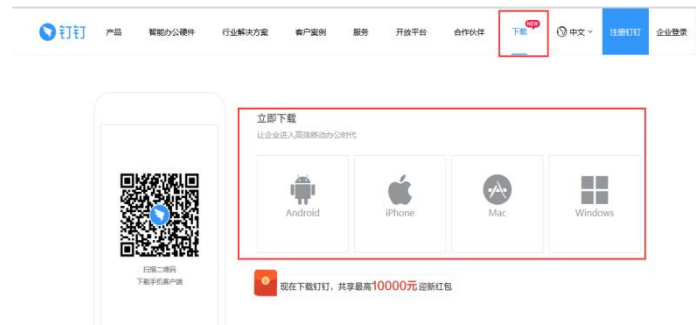 钉钉 产品 智能办公硬件 行业解决方案 客户案例 服务 开放平台 合作伙伴 下载 NEW 中文 注册钉钉 企业登录
立即下载
让企业进入高效移动办公时代
Android iPhone Mac Windows
扫描二维码
下载手机客户端
现在下载钉钉，共享最高10000元迎新红包